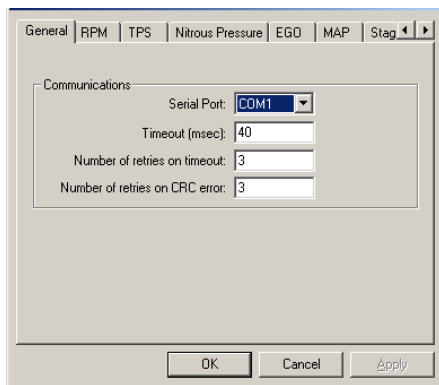 General RPM TPS Nitrous Pressure EGO MAP Stag
Communications
Serial Port: COM1
Timeout (msec): 40
Number of retries on timeout: 3
Number of retries on CRC error: 3
OK Cancel Apply